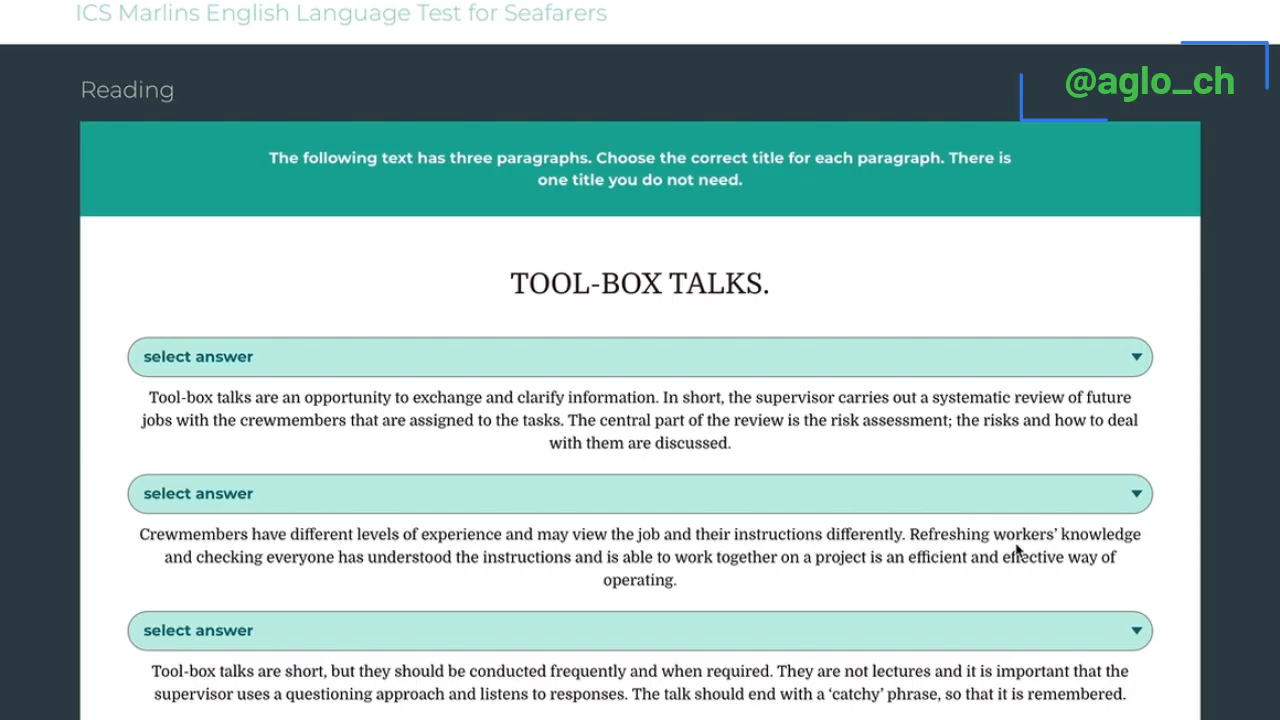 ICS Marlins English Language Test for Seafarers
@aglo_ch
Reading
The following text has three paragraphs. Choose the correct title for each paragraph. There is
one title you do not need.
TOOL-BOX TALKS.
select answer
Tool-box talks are an opportunity to exchange and clarify information. In short, the supervisor carries out a systematic review of future
jobs with the crewmembers that are assigned to the tasks. The central part of the review is the risk assessment; the risks and how to deal
with them are discussed.
select answer
Crewmembers have different levels of experience and may view the job and their instructions differently. Refreshing workers’ knowledge
and checking everyone has understood the instructions and is able to work together on a project is an efficient and effective way of
operating.
select answer
Tool-box talks are short, but they should be conducted frequently and when required. They are not lectures and it is important that the
supervisor uses a questioning approach and listens to responses. The talk should end with a ‘catchy’ phrase, so that it is remembered.